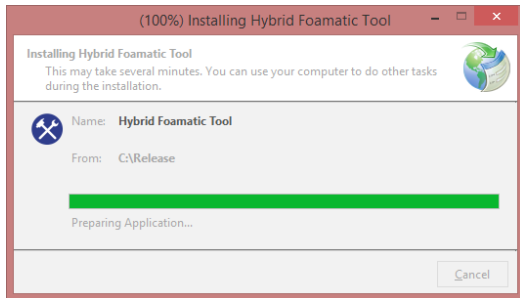 (100%) Installing Hybrid Foamatic Tool
Installing Hybrid Foamatic Tool
This may take several minutes. You can use your computer to do other tasks
during the installation.
Name: Hybrid Foamatic Tool
From: C:\Release
Preparing Application...
Cancel